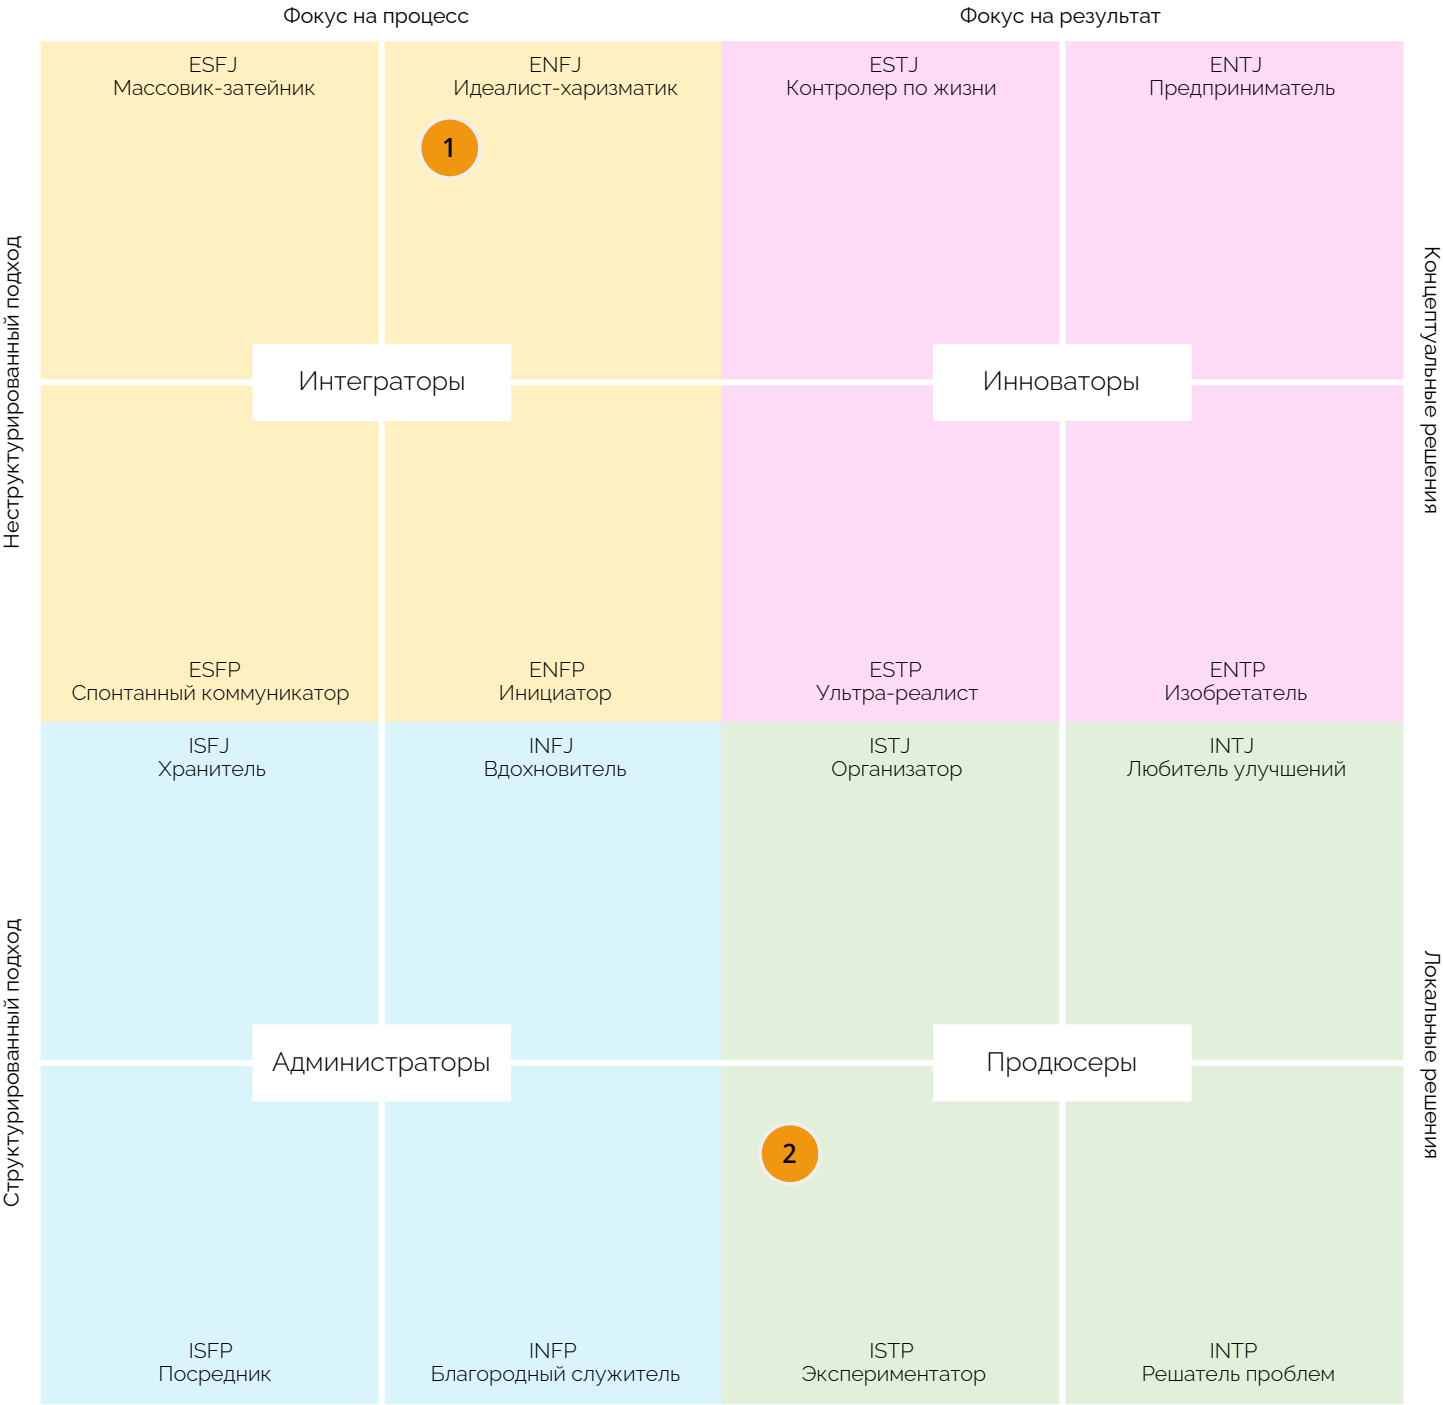 Фокус на процесс
Фокус на результат
ESFJ
Массовик-затейник
ENFJ
Идеалист-харизматик
ESTJ
Контролер по жизни
ENTJ
Предприниматель
1
Неструктурированный подход
Концептуальные решения
Интеграторы
Инноваторы
ESFP
Спонтанный коммуникатор
ENFP
Инициатор
ESTP
Ультра-реалист
ENTP
Изобретатель
ISFJ
Хранитель
INFJ
Вдохновитель
ISTJ
Организатор
INTJ
Любитель улучшений
Структурированный подход
Локальные решения
Администраторы
Продюсеры
2
ISFP
Посредник
INFP
Благородный служитель
ISTP
Экспериментатор
INTP
Решатель проблем